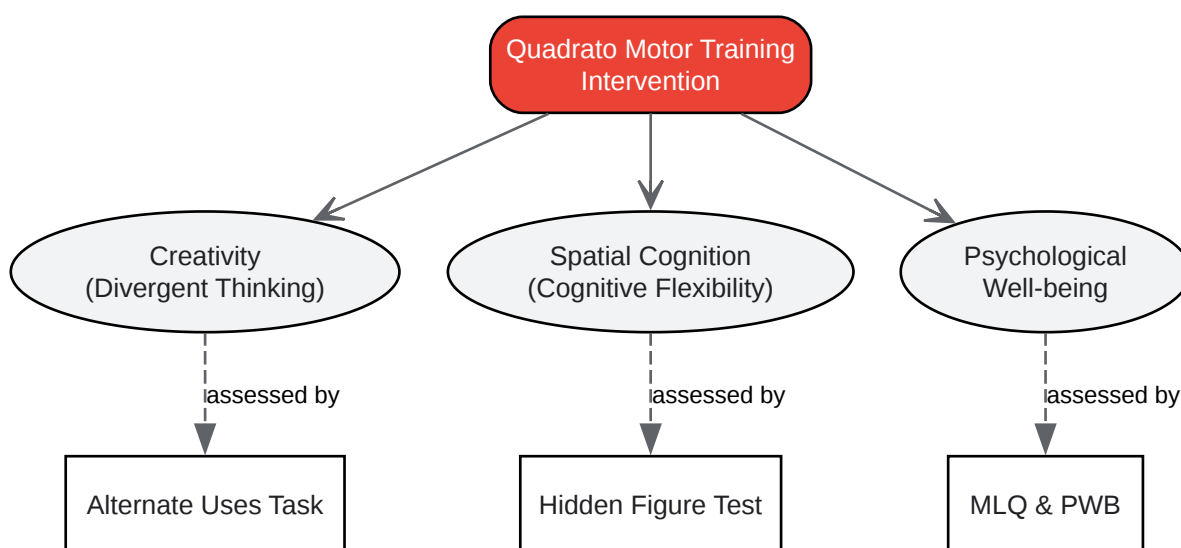 Quadrato Motor Training
Intervention
Creativity
(Divergent Thinking)
Spatial Cognition
(Cognitive Flexibility)
Psychological
Well-being
assessed by
assessed by
assessed by
Alternate Uses Task
Hidden Figure Test
MLQ & PWB